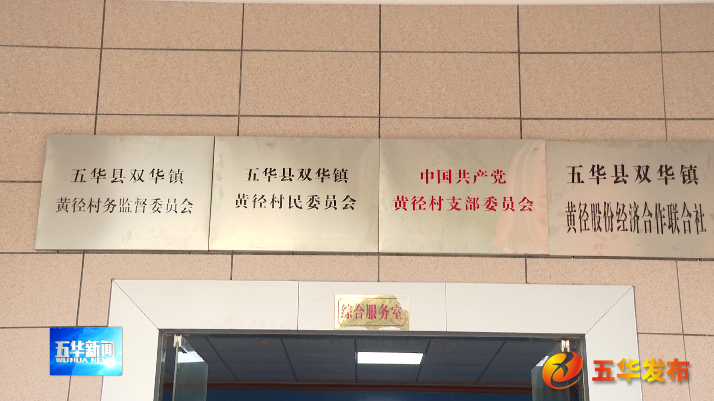 五华县双华镇
黄径村务监督委员会
五华县双华镇
黄径村民委员会
中国共产党
黄径村支部委员会
五华县双华镇
黄径股份经济合作联合社
综合服务室
五华新闻
WUHUA NEWS
五华发布